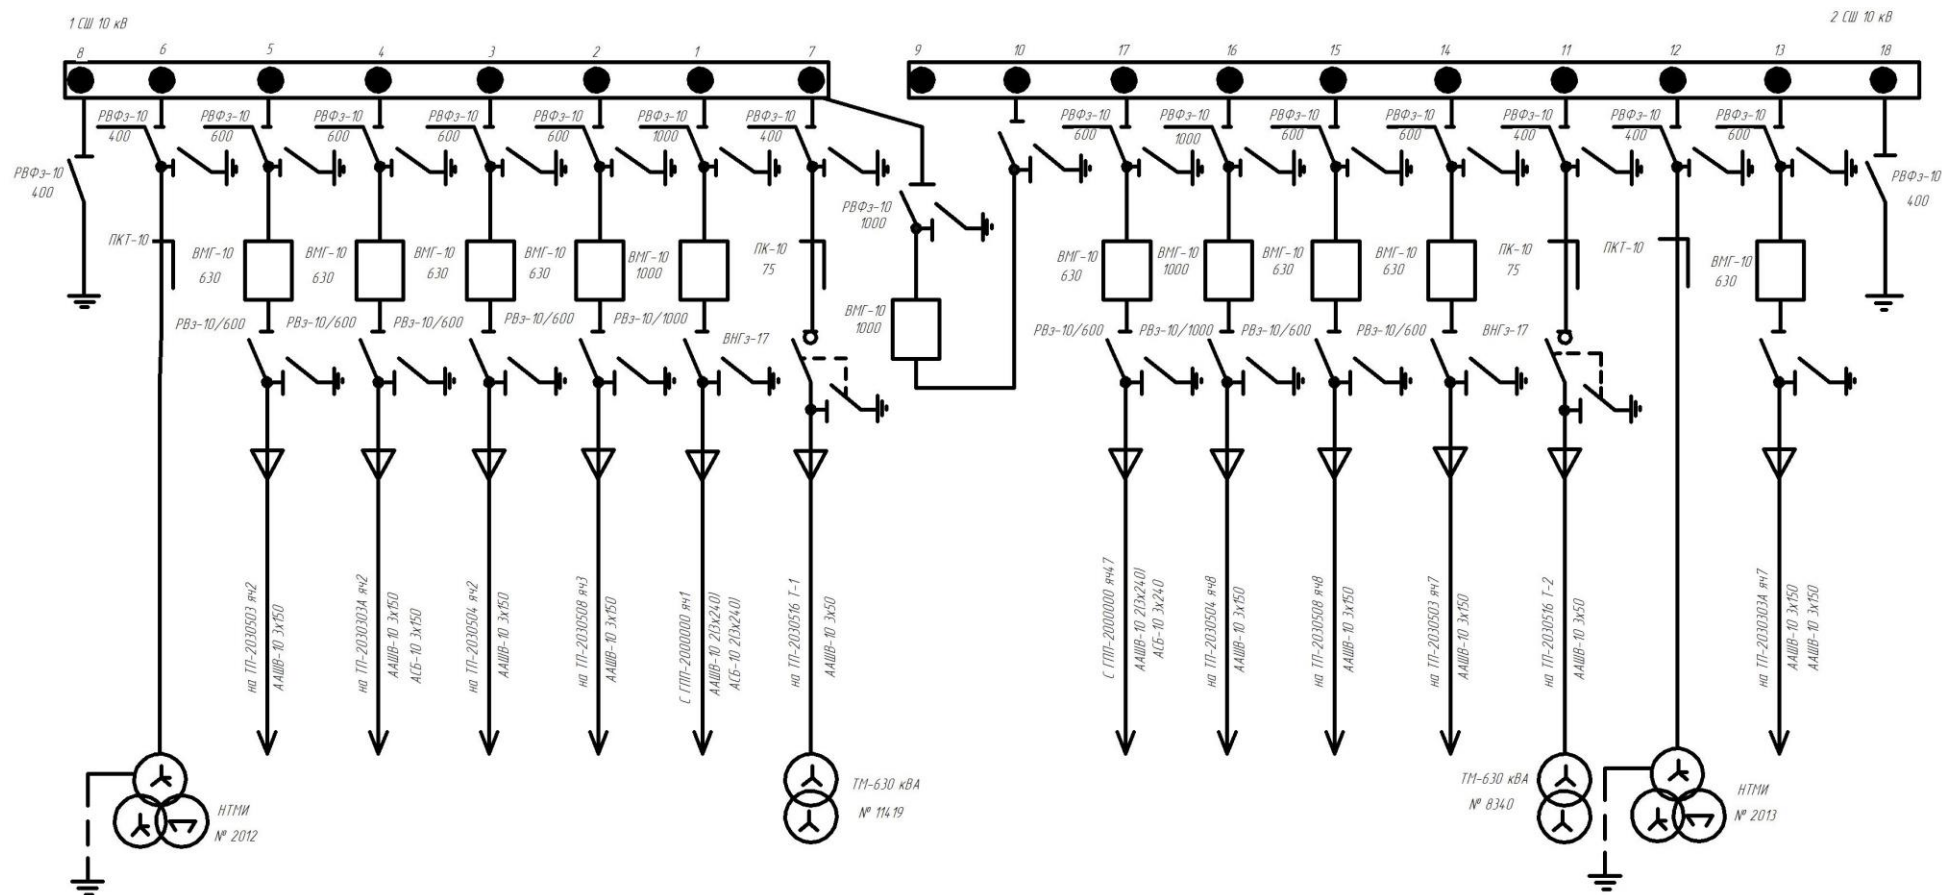 1 СШ 10 кВ
2 СШ 10 кВ
8
6
5
4
3
2
1
7
9
10
17
16
15
14
11
12
13
18
РВФз-10
400
РВФз-10
600
РВФз-10
600
РВФз-10
600
РВФз-10
600
РВФз-10
1000
РВФз-10
400
РВФз-10
600
РВФз-10
1000
РВФз-10
600
РВФз-10
600
РВФз-10
400
РВФз-10
400
РВФз-10
600
РВФз-10
400
РВФз-10
1000
РВФз-10
400
ПКТ-10
ВМГ-10
630
ВМГ-10
630
ВМГ-10
630
ВМГ-10
630
ВМГ-10
1000
ПК-10
75
ВМГ-10
1000
ВМГ-10
630
ВМГ-10
1000
ВМГ-10
630
ВМГ-10
630
ПК-10
75
ПКТ-10
ВМГ-10
630
РВз-10/600
РВз-10/600
РВз-10/600
РВз-10/600
РВз-10/1000
ВНГз-17
РВз-10/600
РВз-10/1000
РВз-10/600
РВз-10/600
ВНГз-17
на ТП-2030503 яч2
ААШВ-10 3х150
на ТП-2030303А яч2
ААШВ-10 3х150
АСБ-10 3х150
на ТП-2030504 яч2
ААШВ-10 3х150
на ТП-2030508 яч3
ААШВ-10 3х150
С ГПП-2000000 яч1
ААШВ-10 2(3х240)
АСБ-10 2(3х240)
на ТП-2030516 Т-1
ААШВ-10 3х50
С ГПП-2000000 яч47
ААШВ-10 2(3х240)
АСБ-10 3х240
на ТП-2030504 яч8
ААШВ-10 3х150
на ТП-2030508 яч8
ААШВ-10 3х150
на ТП-2030503 яч7
ААШВ-10 3х150
на ТП-2030516 Т-2
ААШВ-10 3х50
на ТП-2030303А яч7
ААШВ-10 3х150
ААШВ-10 3х150
НТМИ
№ 2012
ТМ-630 кВА
№ 11419
ТМ-630 кВА
№ 8340
НТМИ
№ 2013